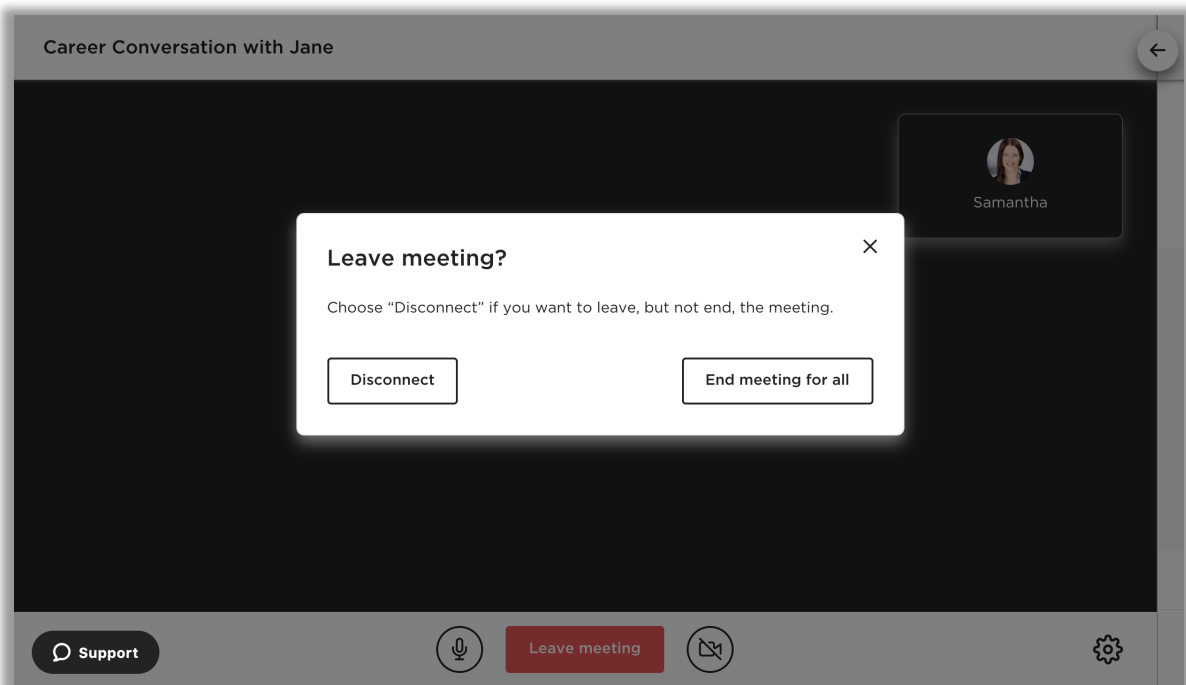 Career Conversation with Jane
Samantha
Leave meeting?
Choose “Disconnect” if you want to leave, but not end, the meeting.
Disconnect
End meeting for all
Support
Leave meeting